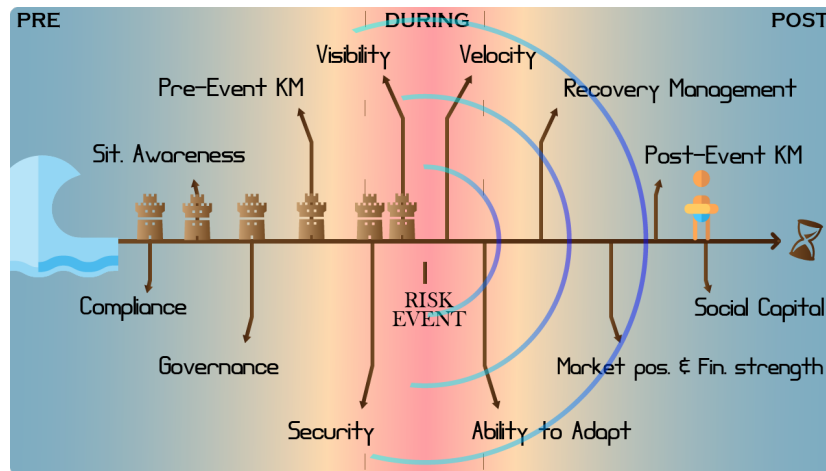 PRE
DURING
POST
Visibility
Velocity
Pre-Event KM
Recovery Management
Sit. Awareness
Post-Event KM
RISK
EVENT
Compliance
Social Capital
Governance
Market pos. & Fin. strength
Security
Ability to Adapt